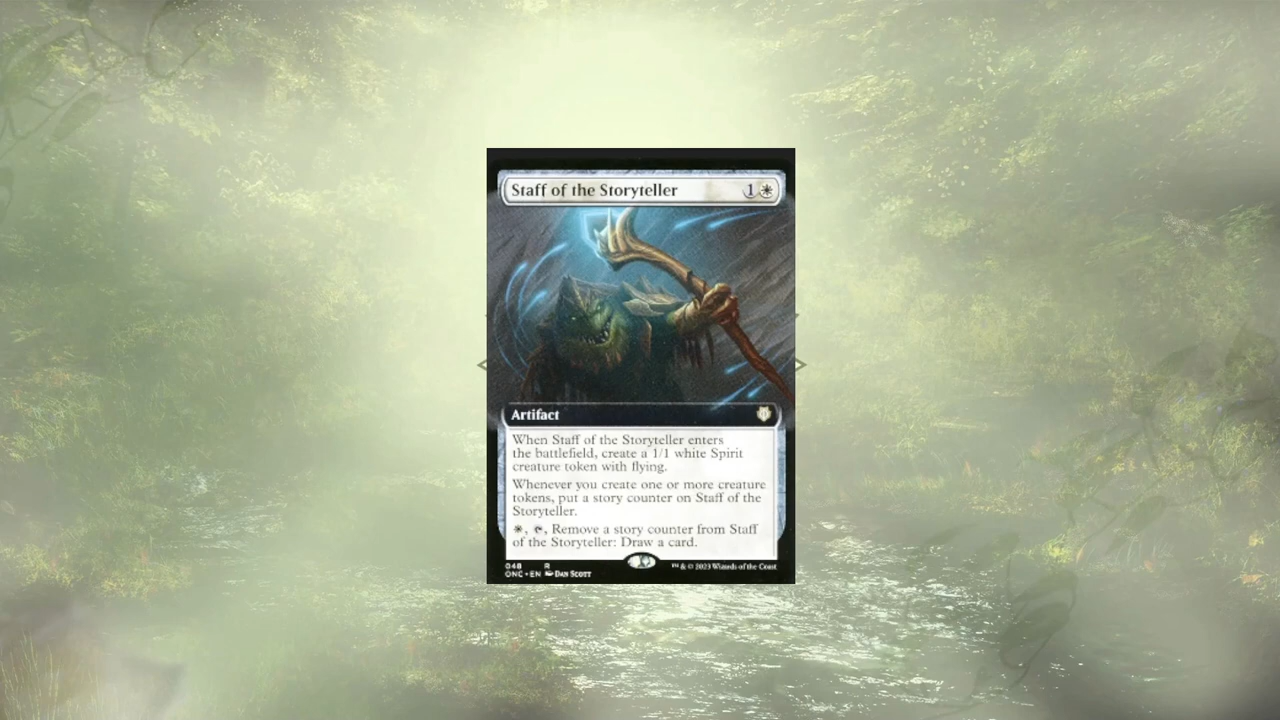 Staff of the Storyteller 1
Artifact
When Staff of the Storyteller enters
the battlefield, create a 1/1 white Spirit
creature token with flying.
Whenever you create one or more creature
tokens, put a story counter on Staff of the
Storyteller.
, , Remove a story counter from Staff
of the Storyteller: Draw a card.
048 R
ONC • EN DAN SCOTT
™ & © 2023 Wizards of the Coast